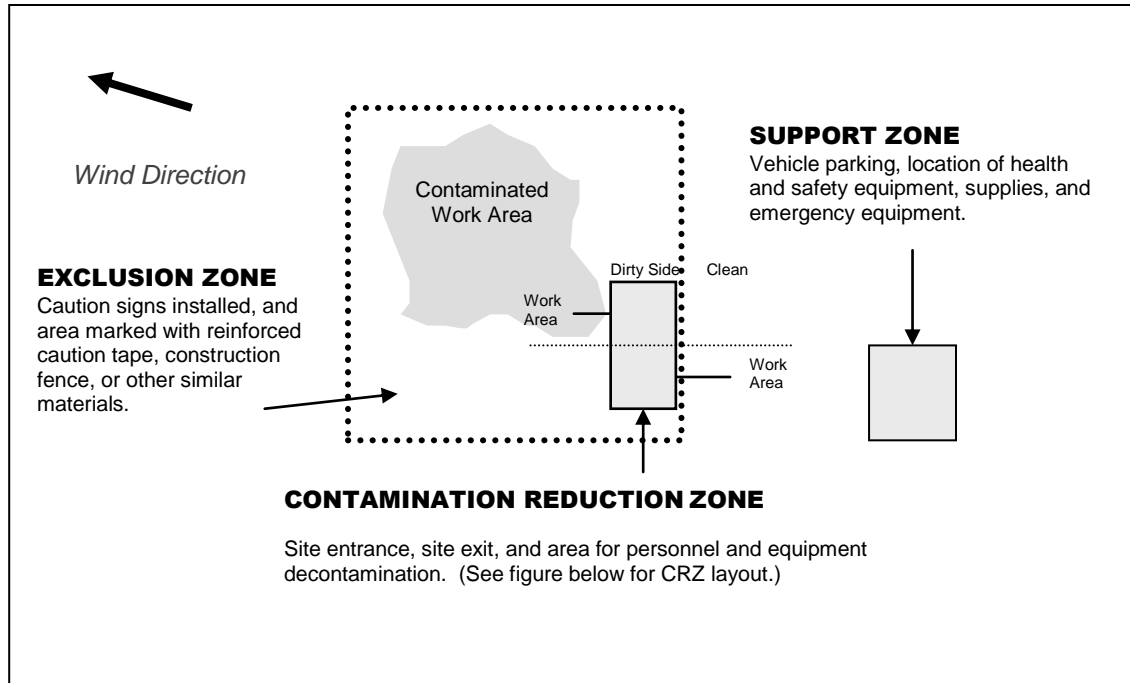 Wind Direction
EXCLUSION ZONE
Caution signs installed, and
area marked with reinforced
caution tape, construction
fence, or other similar
materials.
Contaminated
Work Area
Dirty Side
Clean
Work
Area
Work
Area
SUPPORT ZONE
Vehicle parking, location of health
and safety equipment, supplies, and
emergency equipment.
CONTAMINATION REDUCTION ZONE
Site entrance, site exit, and area for personnel and equipment
decontamination. (See figure below for CRZ layout.)